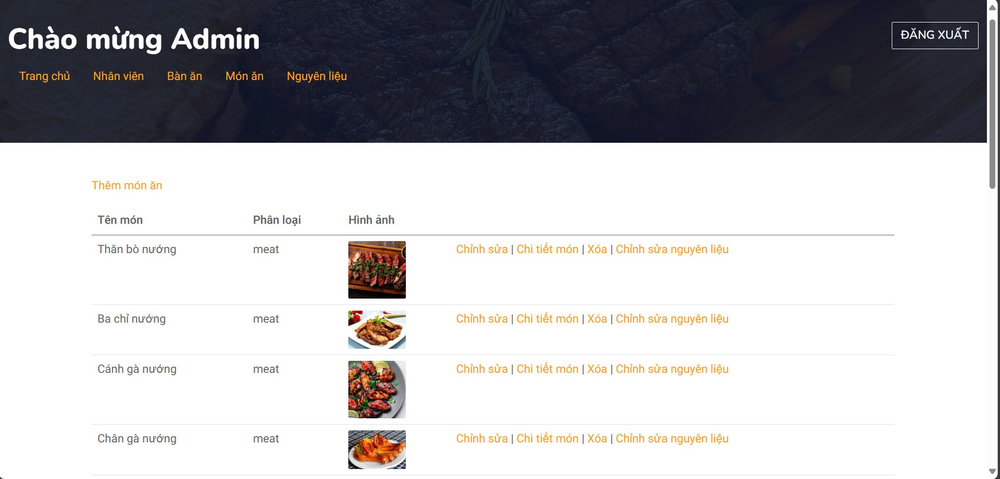 Chào mừng Admin
ĐĂNG XUẤT
Trang chủ Nhân viên Bàn ăn Món ăn Nguyên liệu
Thêm món ăn
Tên món Phân loại Hình ảnh
Thăn bò nướng meat Chỉnh sửa | Chi tiết món | Xóa | Chỉnh sửa nguyên liệu
Ba chỉ nướng meat Chỉnh sửa | Chi tiết món | Xóa | Chỉnh sửa nguyên liệu
Cánh gà nướng meat Chỉnh sửa | Chi tiết món | Xóa | Chỉnh sửa nguyên liệu
Chân gà nướng meat Chỉnh sửa | Chi tiết món | Xóa | Chỉnh sửa nguyên liệu